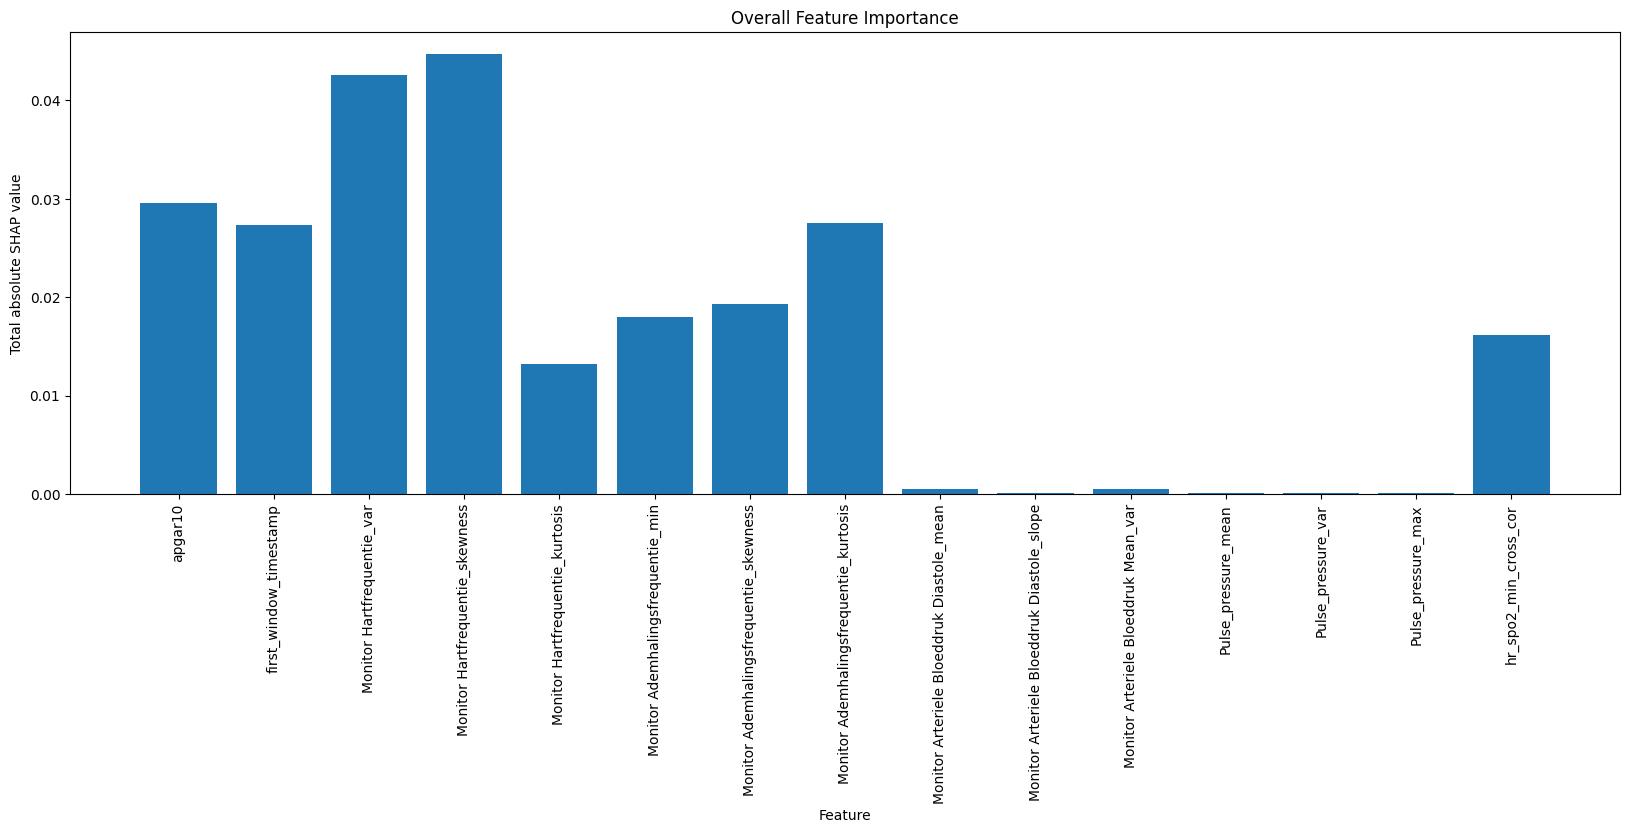 Overall Feature Importance
Total absolute SHAP value
0.04
0.03
0.02
0.01
0.00
apgar10
first_window_timestamp
Monitor Hartfrequentie_var
Monitor Hartfrequentie_skewness
Monitor Hartfrequentie_kurtosis
Monitor Ademhalingsfrequentie_min
Monitor Ademhalingsfrequentie_skewness
Monitor Ademhalingsfrequentie_kurtosis
Monitor Arteriele Bloeddruk Diastole_mean
Monitor Arteriele Bloeddruk Diastole_slope
Monitor Arteriele Bloeddruk Mean_var
Pulse_pressure_mean
Pulse_pressure_var
Pulse_pressure_max
hr_spo2_min_cross_cor
Feature